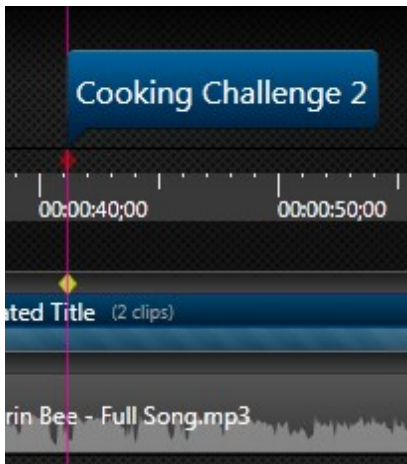 Cooking Challenge 2
00:00:40;00 00:00:50;00
ated Title (2 clips)
rin Bee - Full Song.mp3